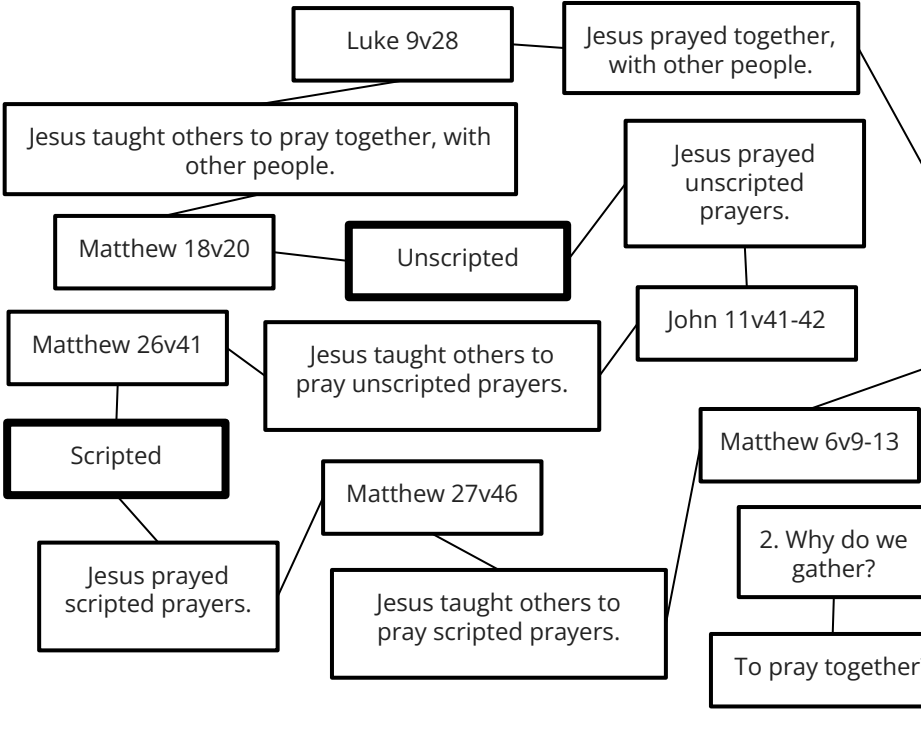 Luke 9v28
Jesus prayed together,
with other people.
Jesus taught others to pray together, with
other people.
Jesus prayed
unscripted
prayers.
Matthew 18v20
Unscripted
John 11v41-42
Matthew 26v41
Jesus taught others to
pray unscripted prayers.
Scripted
Matthew 6v9-13
Matthew 27v46
2. Why do we
gather?
Jesus prayed
scripted prayers.
Jesus taught others to
pray scripted prayers.
To pray together